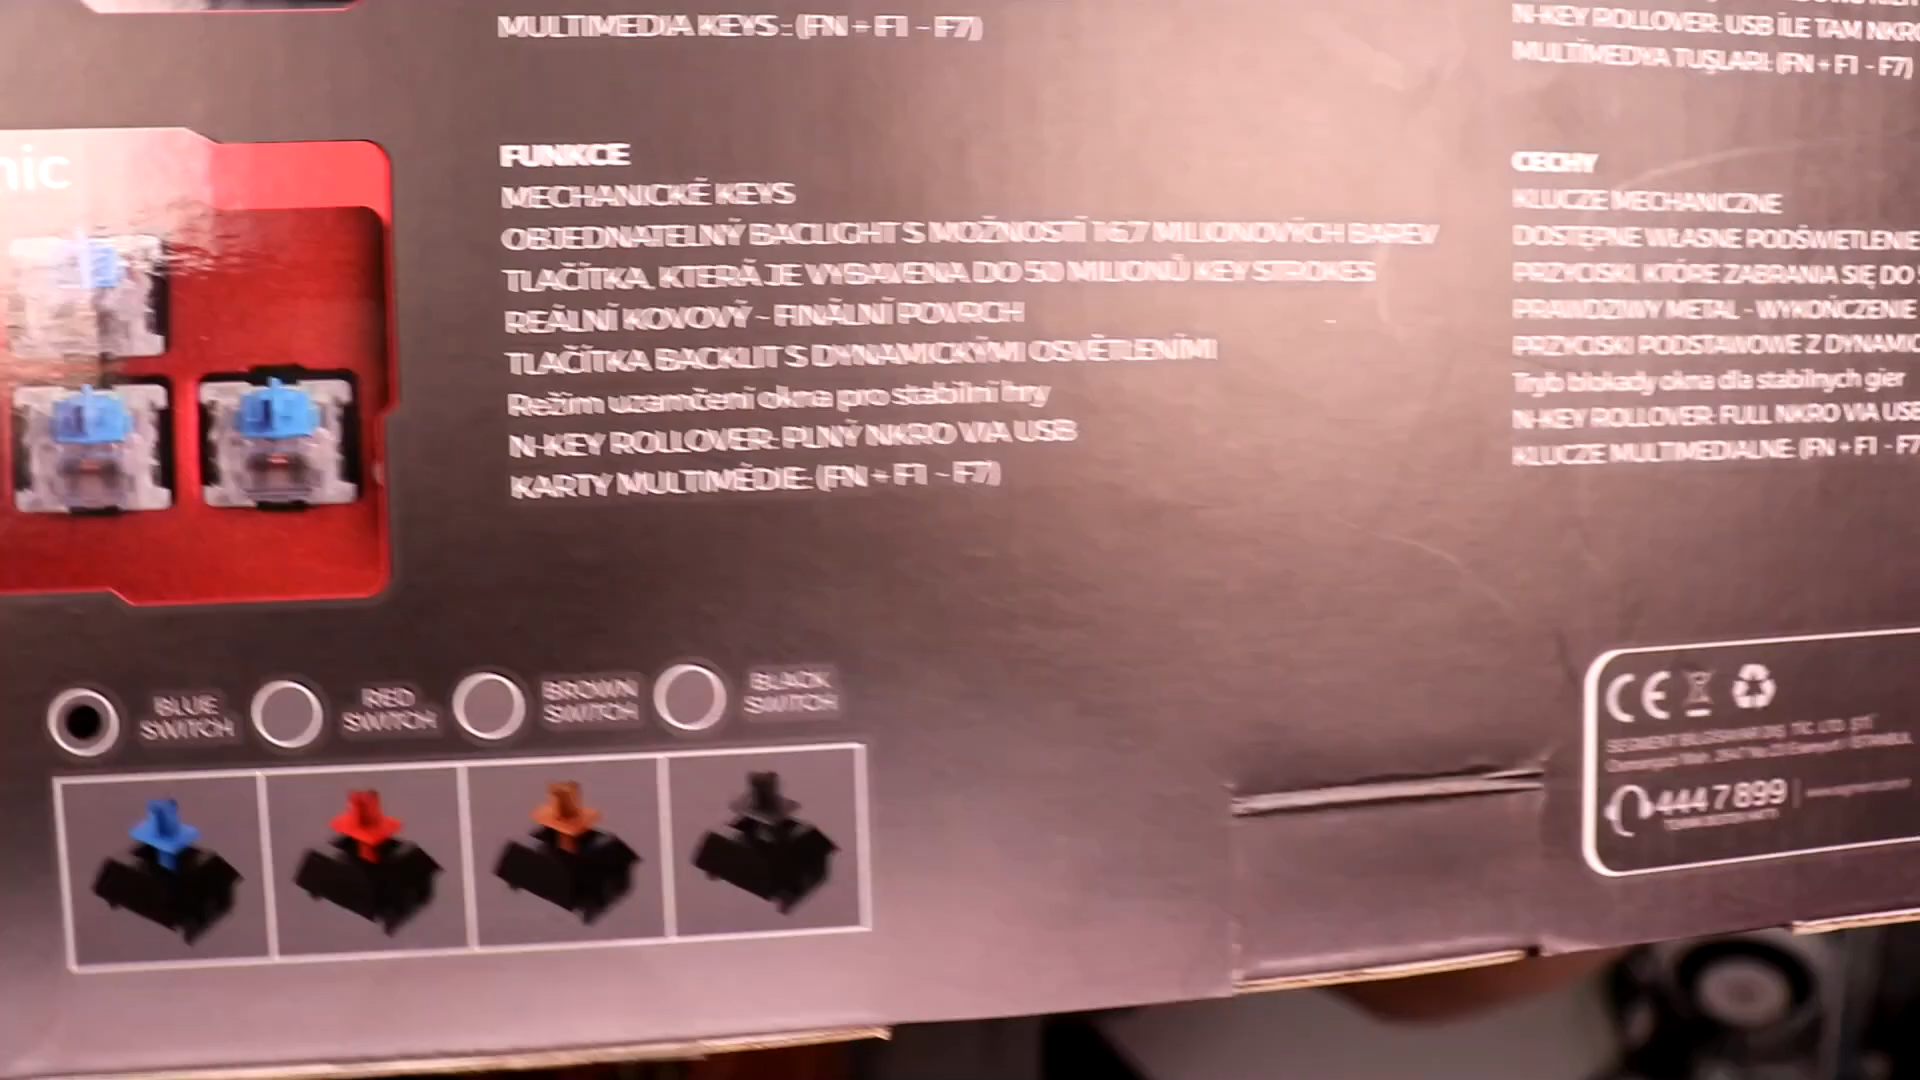 MULTIMEDIA KEYS : (FN + F1 - F7)
N-KEY ROLLOVER: USB İLE TAM NKRO
MULTİMEDYA TUŞLARI: (FN + F1 - F7)
nic
FUNKCE
MECHANICKÉ KEYS
OBJEDNATELNÝ BACLIGHT S MOŽNOSTÍ 16.7 MILIONOVÝCH BAREV
TLAČÍTKA, KTERÁ JE VYBAVENA DO 50 MILIONŮ KEY STROKES
REÁLNÍ KOVOVÝ - FINÁLNÍ POVRCH
TLAČÍTKA BACKLIT S DYNAMICKÝMI OSVĚTLENÍMI
Režim uzamčení okna pro stabilní hry
N-KEY ROLLOVER: PLNÝ NKRO VIA USB
KARTY MULTIMÉDIE: (FN + F1 - F7)
CECHY
KLUCZE MECHANICZNE
DOSTĘPNE WŁASNE PODŚWETLENIE
PRZYCISKI, KTÓRE ZABRANIA SIĘ DO
PRAWDZIWY METAL - WYKOŃCZENIE
PRZYCISKI PODSTAWOWE Z DYNAMIC
Tryb blokady okna dla stabilnych gier
N-KEY ROLLOVER: FULL NKRO VIA USB
KLUCZE MULTIMEDIALNE: (FN + F1 - F7
BLUE SWITCH
RED SWITCH
BROWN SWITCH
BLACK SWITCH
CE
444 7 899